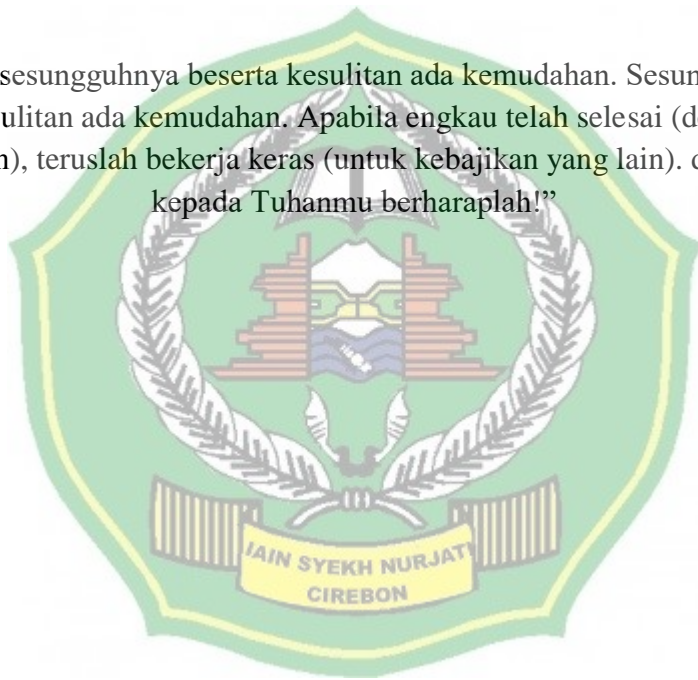 sesungguhnya beserta kesulitan ada kemudahan. Sesun
ulitan ada kemudahan. Apabila engkau telah selesai (d
n), teruslah bekerja keras (untuk kebajikan yang lain).
kepada Tuhanmu berharaplah!”
IAIN SYEKH NURJATI
CIREBON